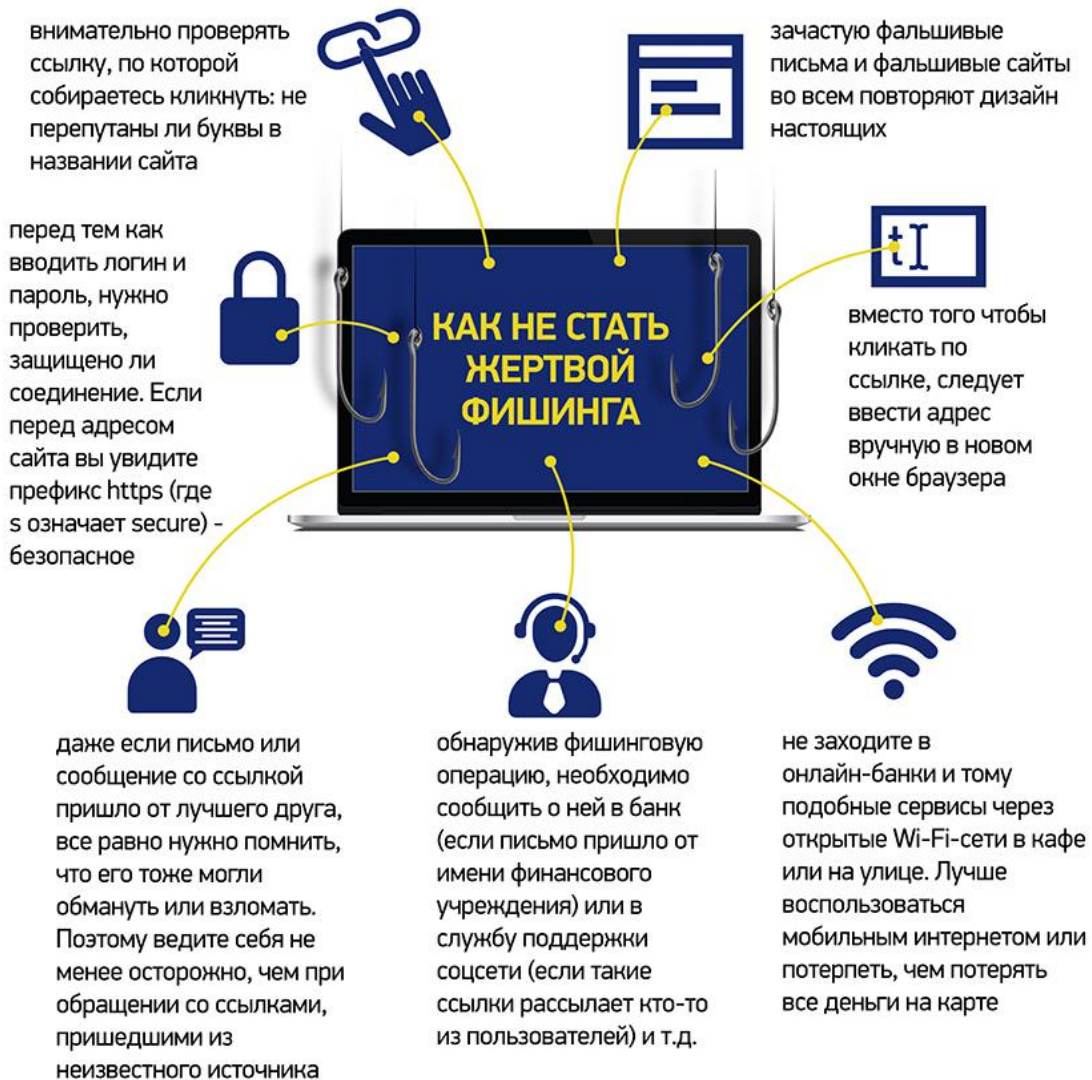 внимательно проверять
ссылку, по которой
собираетесь кликнуть: не
перепутаны ли буквы в
названии сайта
зачастую фальшивые
письма и фальшивые сайты
во всем повторяют дизайн
настоящих
перед тем как
вводить логин и
пароль, нужно
проверить,
защищено ли
соединение. Если
перед адресом
сайта вы увидите
префикс https (где
s означает secure) -
безопасное
КАК НЕ СТАТЬ
ЖЕРТВОЙ
ФИШИНГА
t
вместо того чтобы
кликать по
ссылке, следует
ввести адрес
вручную в новом
окне браузера
даже если письмо или
сообщение со ссылкой
пришло от лучшего друга,
все равно нужно помнить,
что его тоже могли
обмануть или взломать.
Поэтому ведите себя не
менее осторожно, чем при
обращении со ссылками,
пришедшими из
неизвестного источника
обнаружив фишинговую
операцию, необходимо
сообщить о ней в банк
(если письмо пришло от
имени финансового
учреждения) или в
службу поддержки
соцсети (если такие
ссылки рассылает кто-то
из пользователей) и т.д.
не заходите в
онлайн-банки и тому
подобные сервисы через
открытые Wi-Fi-сети в кафе
или на улице. Лучше
воспользоваться
мобильным интернетом или
потерпеть, чем потерять
все деньги на карте